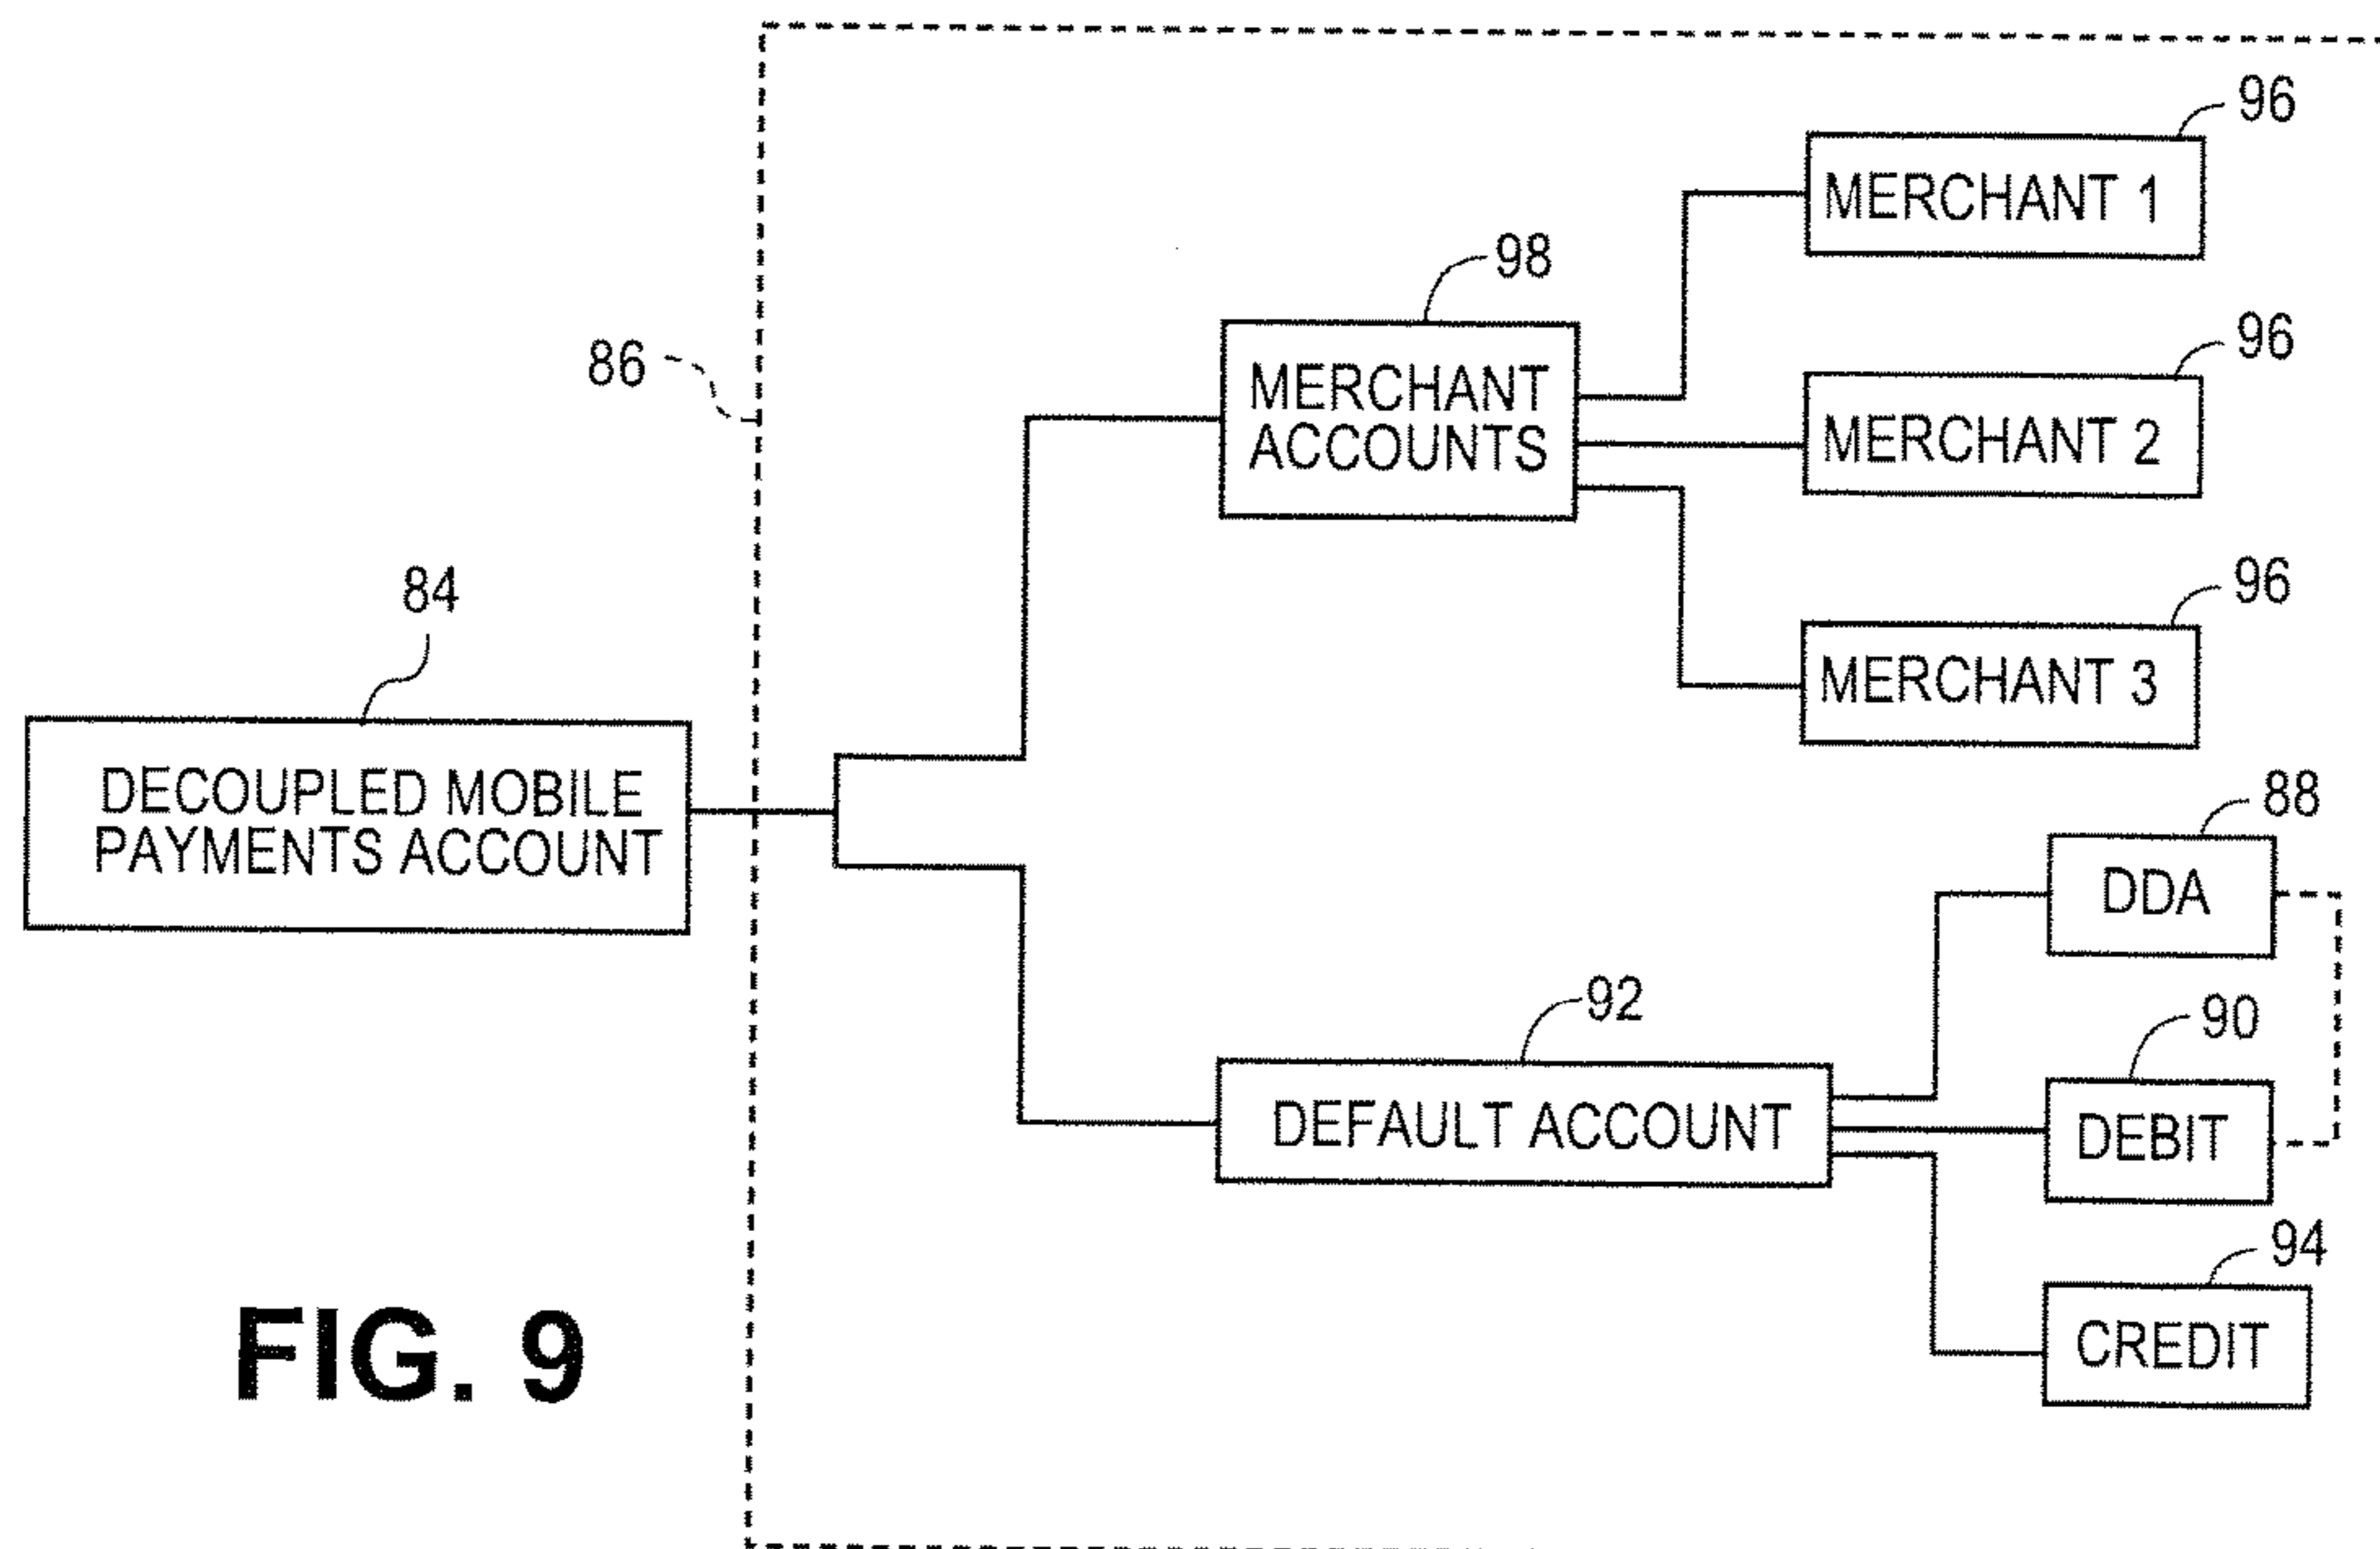 96
MERCHANT 1
98
96
MERCHANT
ACCOUNTS
MERCHANT 2
86
96
MERCHANT 3
84
DECOUPLED MOBILE
PAYMENTS ACCOUNT
88
DDA
92
90
DEFAULT ACCOUNT
DEBIT
94
CREDIT
FIG. 9